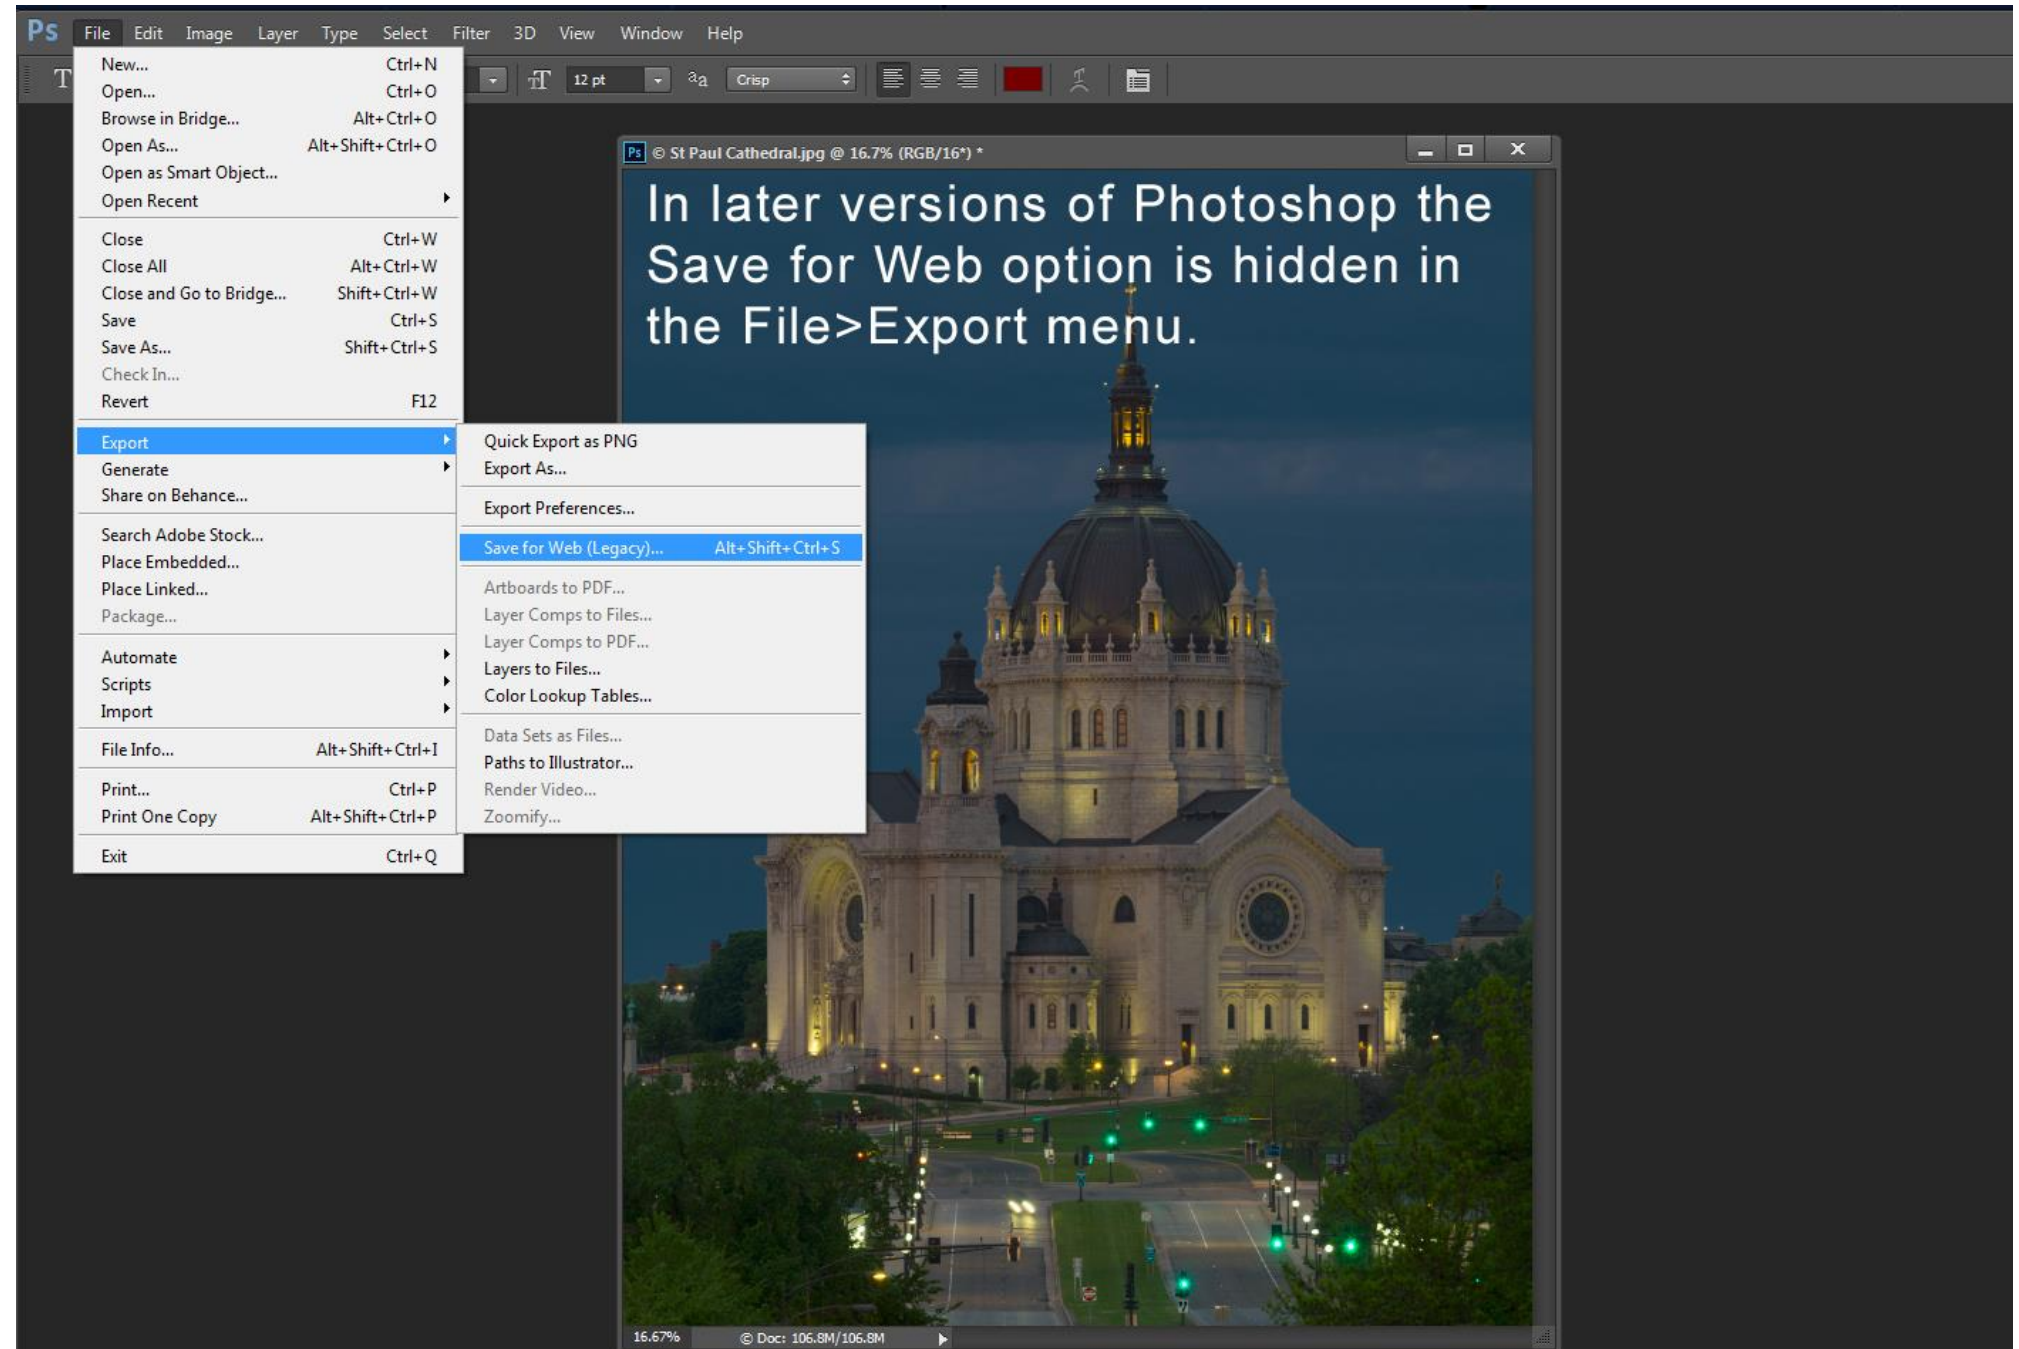 Ps File Edit Image Layer Type Select Filter 3D View Window Help
T 12 pt aa Crisp
New... Ctrl+N
Open... Ctrl+O
Browse in Bridge... Alt+Ctrl+O
Open As... Alt+Shift+Ctrl+O
Open as Smart Object...
Open Recent
Close Ctrl+W
Close All Alt+Ctrl+W
Close and Go to Bridge... Shift+Ctrl+W
Save Ctrl+S
Save As... Shift+Ctrl+S
Check In...
Revert F12
Export
Generate
Share on Behance...
Search Adobe Stock...
Place Embedded...
Place Linked...
Package...
Automate
Scripts
Import
File Info... Alt+Shift+Ctrl+I
Print... Ctrl+P
Print One Copy Alt+Shift+Ctrl+P
Exit Ctrl+Q
Quick Export as PNG
Export As...
Export Preferences...
Save for Web (Legacy)... Alt+Shift+Ctrl+S
Artboards to PDF...
Layer Comps to Files...
Layer Comps to PDF...
Layers to Files...
Color Lookup Tables...
Data Sets as Files...
Paths to Illustrator...
Render Video...
Zoomify...
Ps © St Paul Cathedral.jpg @ 16.7% (RGB/16*) *
In later versions of Photoshop the
Save for Web option is hidden in
the File>Export menu.
16.67% © Doc: 106.8M/106.8M